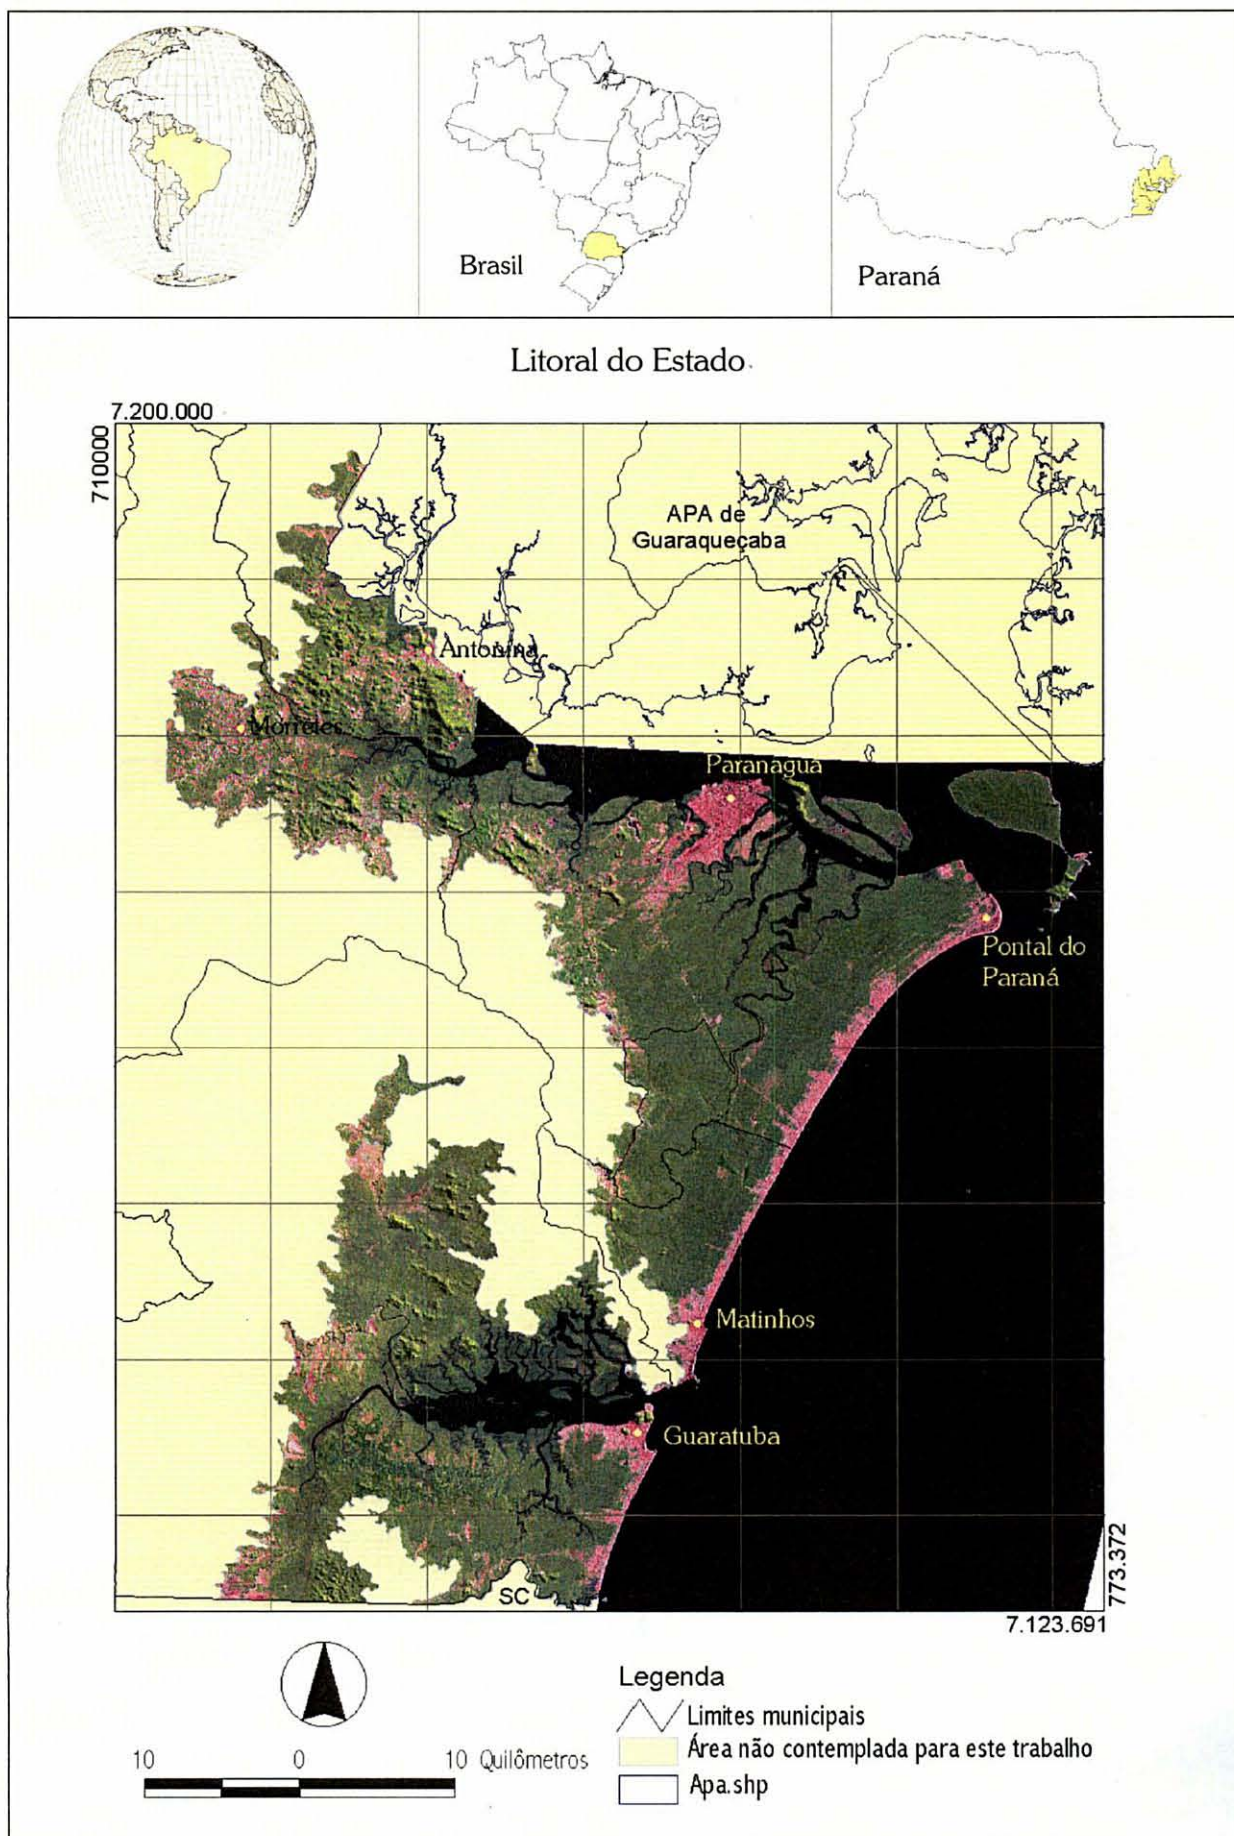 Brasil
Paraná
Litoral do Estado
7.200.000
710000
APA de
Guaraqueçaba
Antonina
Morretes
Paranaguá
Pontal do
Paraná
Matinhos
Guaratuba
SC
773.372
7.123.691
Legenda
Limites municipais
Área não contemplada para este trabalho
Apa.shp
10 0 10 Quilômetros